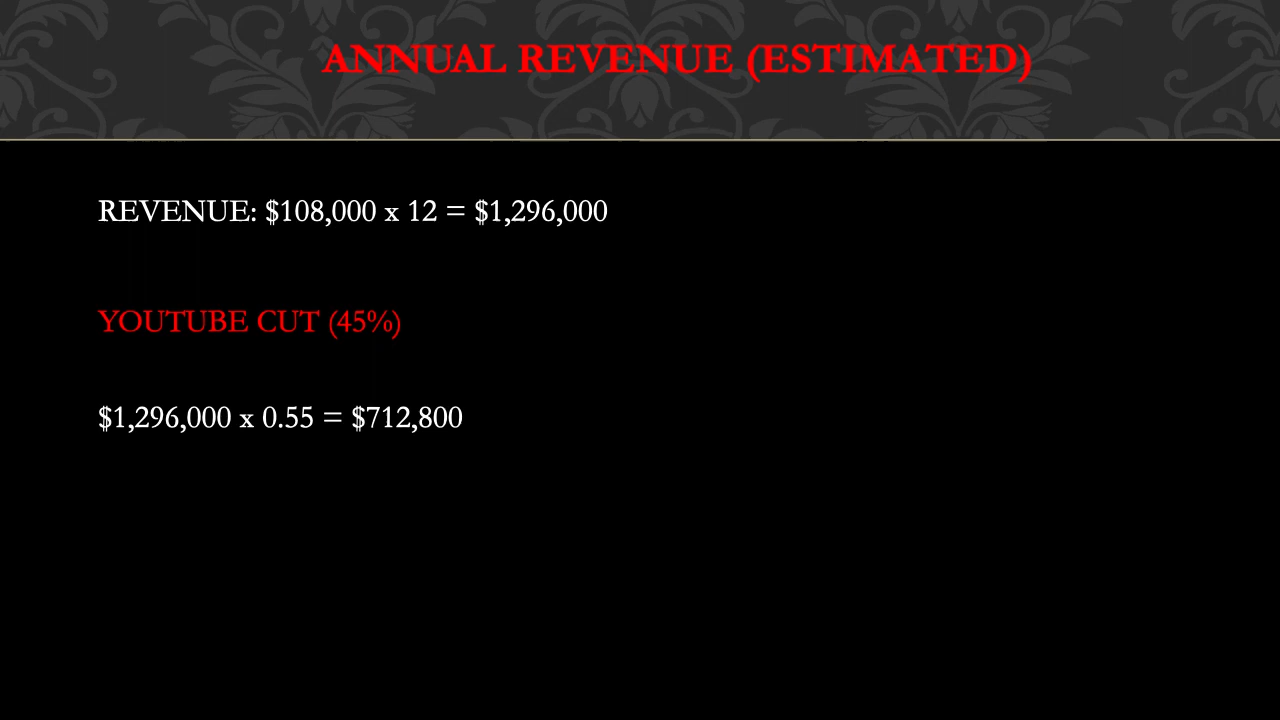 ANNUAL REVENUE (ESTIMATED)
REVENUE: $108,000 x 12 = $1,296,000
YOUTUBE CUT (45%)
$1,296,000 x 0.55 = $712,800